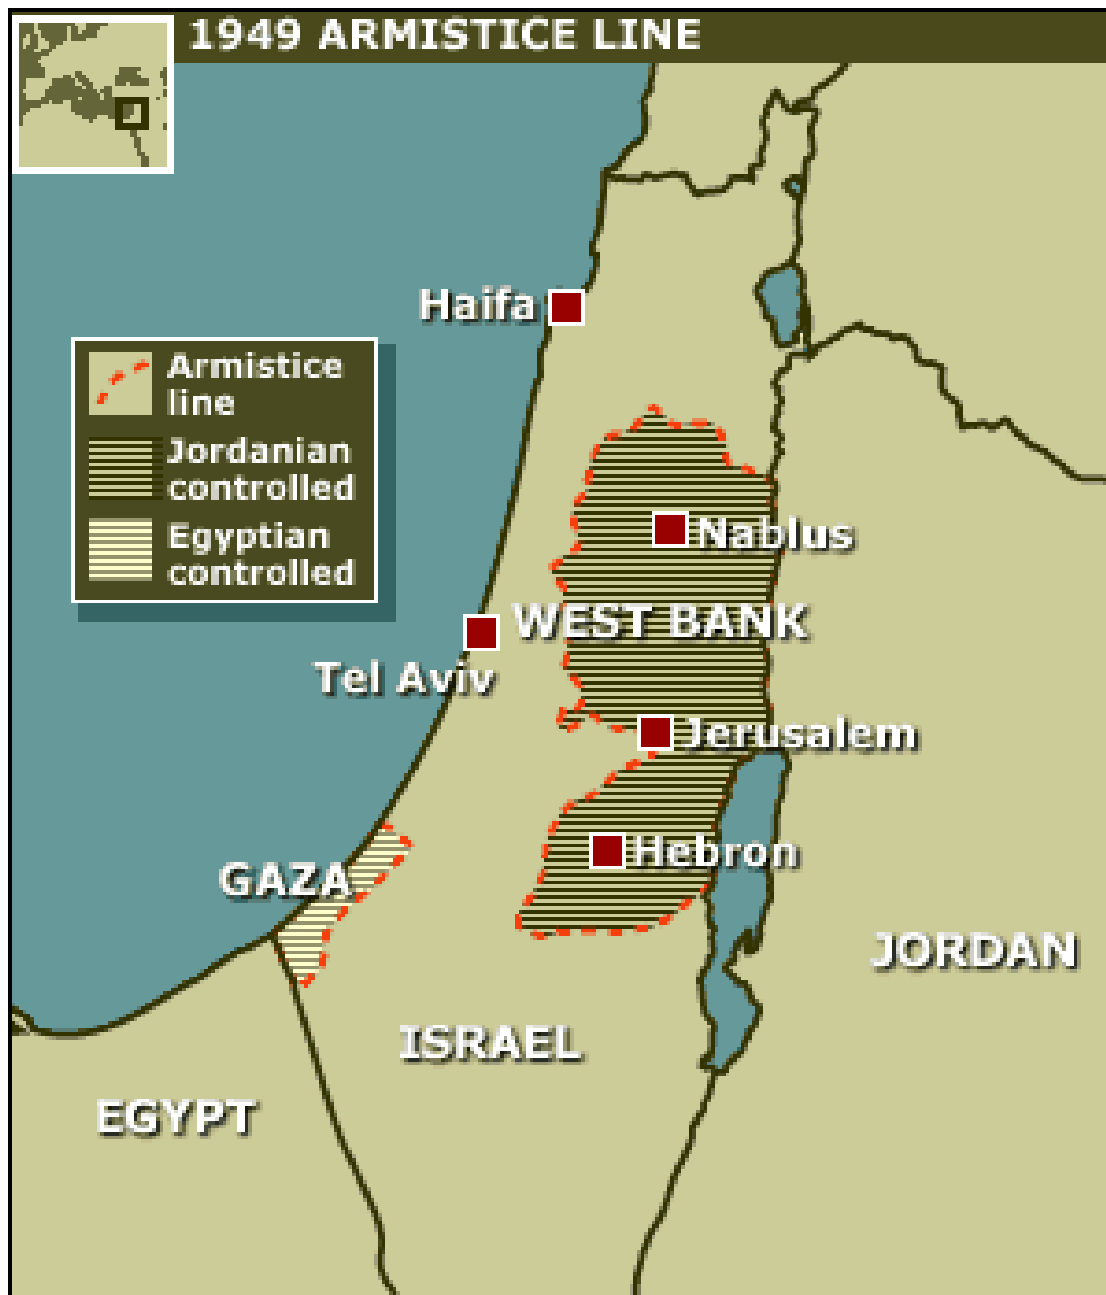 1949 ARMISTICE LINE
Haifa
Armistice
line
Jordanian
controlled
Egyptian
controlled
Nablus
WEST BANK
Tel Aviv
Jerusalem
Hebron
GAZA
JORDAN
ISRAEL
EGYPT